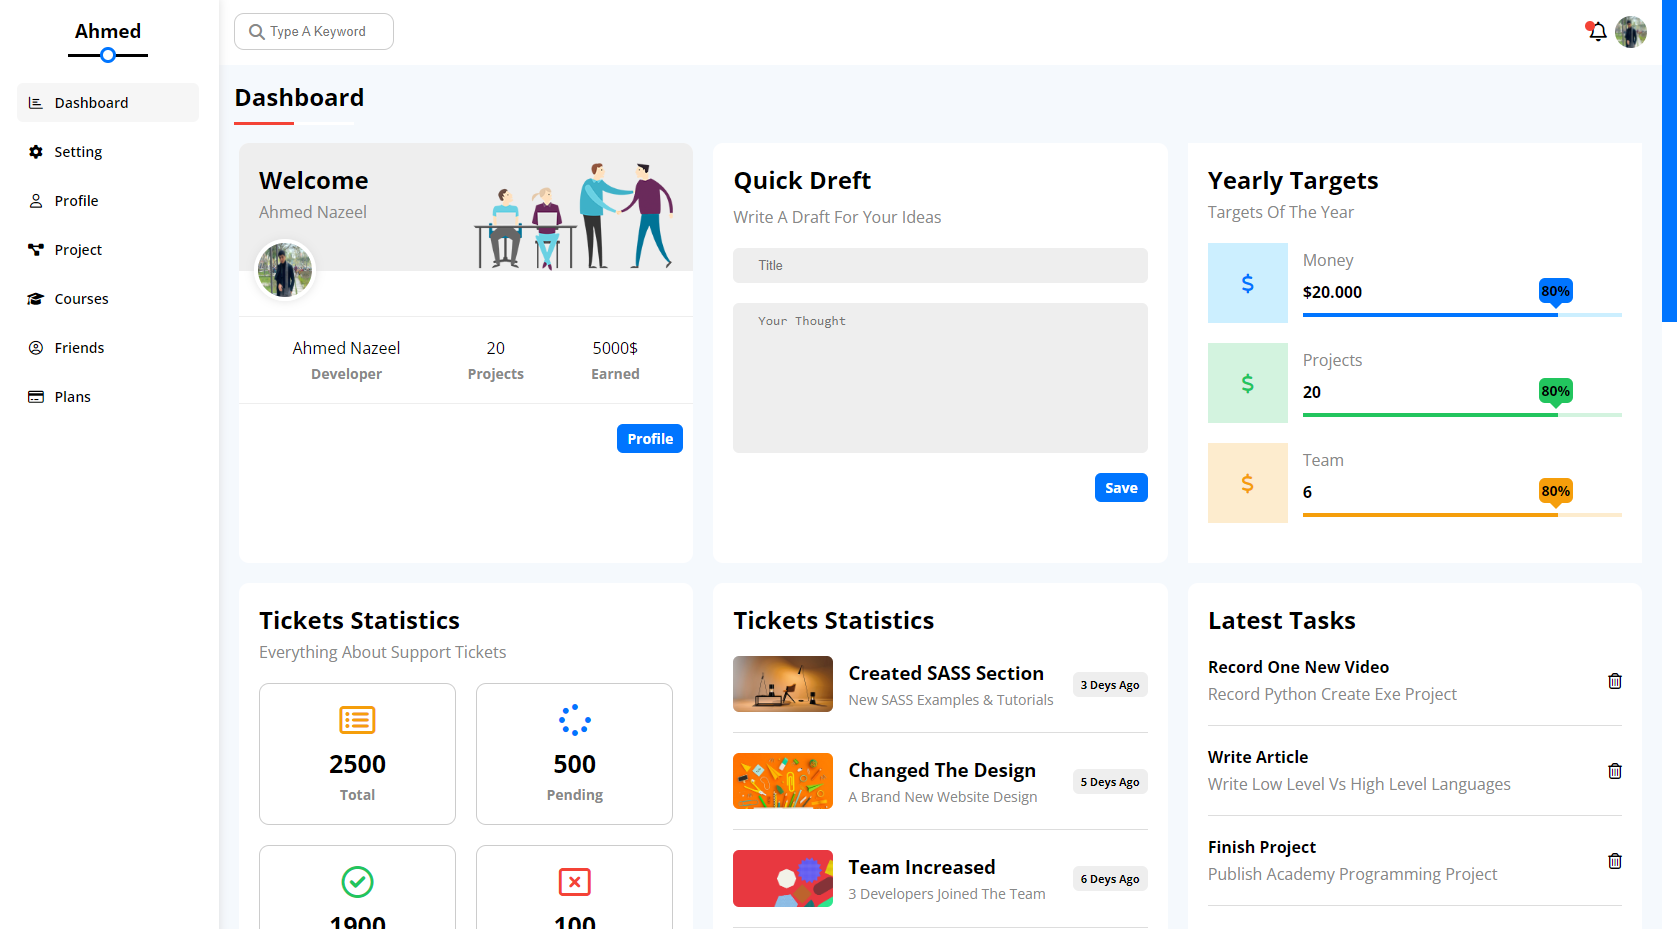 Ahmed
Type A Keyword
Dashboard
Setting
Profile
Project
Courses
Friends
Plans
Dashboard
Welcome
Ahmed Nazeel
Ahmed Nazeel
Developer
20
Projects
5000$
Earned
Profile
Quick Dreft
Write A Draft For Your Ideas
Title
Your Thought
Save
Yearly Targets
Targets Of The Year
$
Money
$20.000
80%
$
Projects
20
80%
$
Team
6
80%
Tickets Statistics
Everything About Support Tickets
2500
Total
500
Pending
1900
100
Tickets Statistics
Created SASS Section
New SASS Examples & Tutorials
3 Deys Ago
Changed The Design
A Brand New Website Design
5 Deys Ago
Team Increased
3 Developers Joined The Team
6 Deys Ago
Latest Tasks
Record One New Video
Record Python Create Exe Project
Write Article
Write Low Level Vs High Level Languages
Finish Project
Publish Academy Programming Project